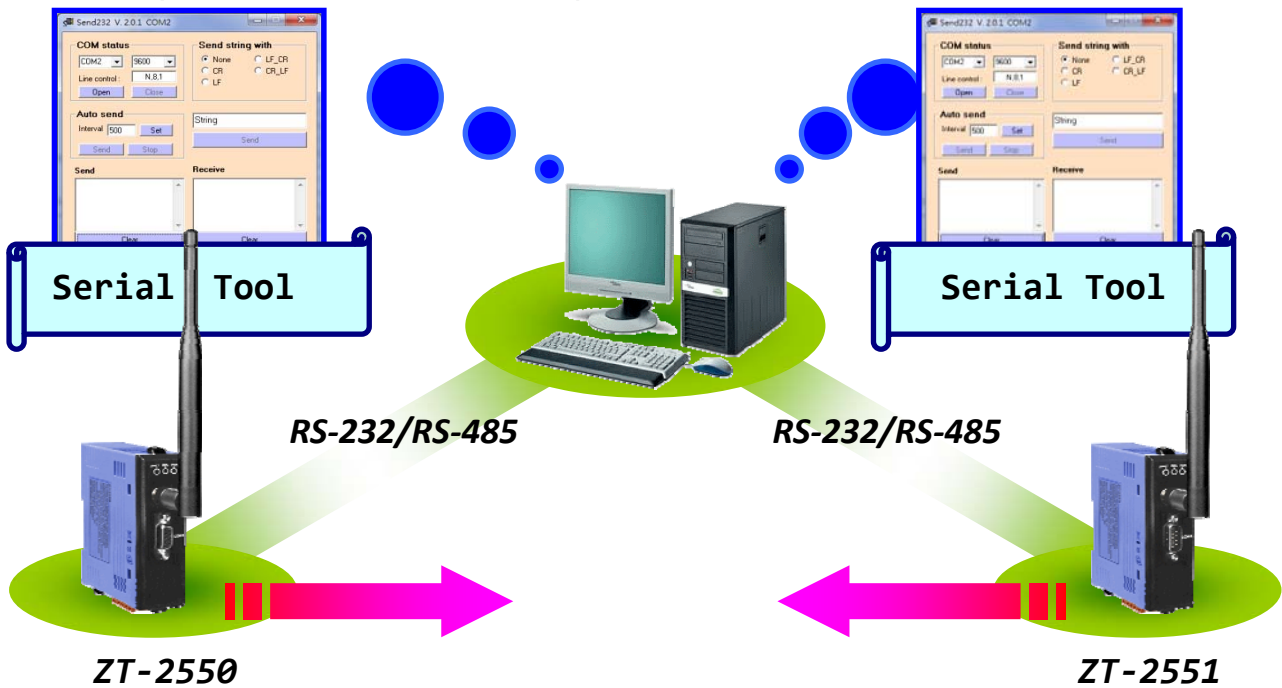 Send232 V. 2.0.1 COM2
COM status
COM2
9600
Line control :
N,8,1
Open
Close
Send string with
None
LF_CR
CR
CR_LF
LF
Auto send
Interval
500
Set
Send
Stop
String
Send
Send
Receive
Clear
Clear
Serial Tool
Send232 V. 2.0.1 COM2
COM status
COM2
9600
Line control :
N,8,1
Open
Close
Send string with
None
LF_CR
CR
CR_LF
LF
Auto send
Interval
500
Set
Send
Stop
String
Send
Send
Receive
Clear
Clear
Serial Tool
RS-232/RS-485
RS-232/RS-485
ZT-2550
ZT-2551